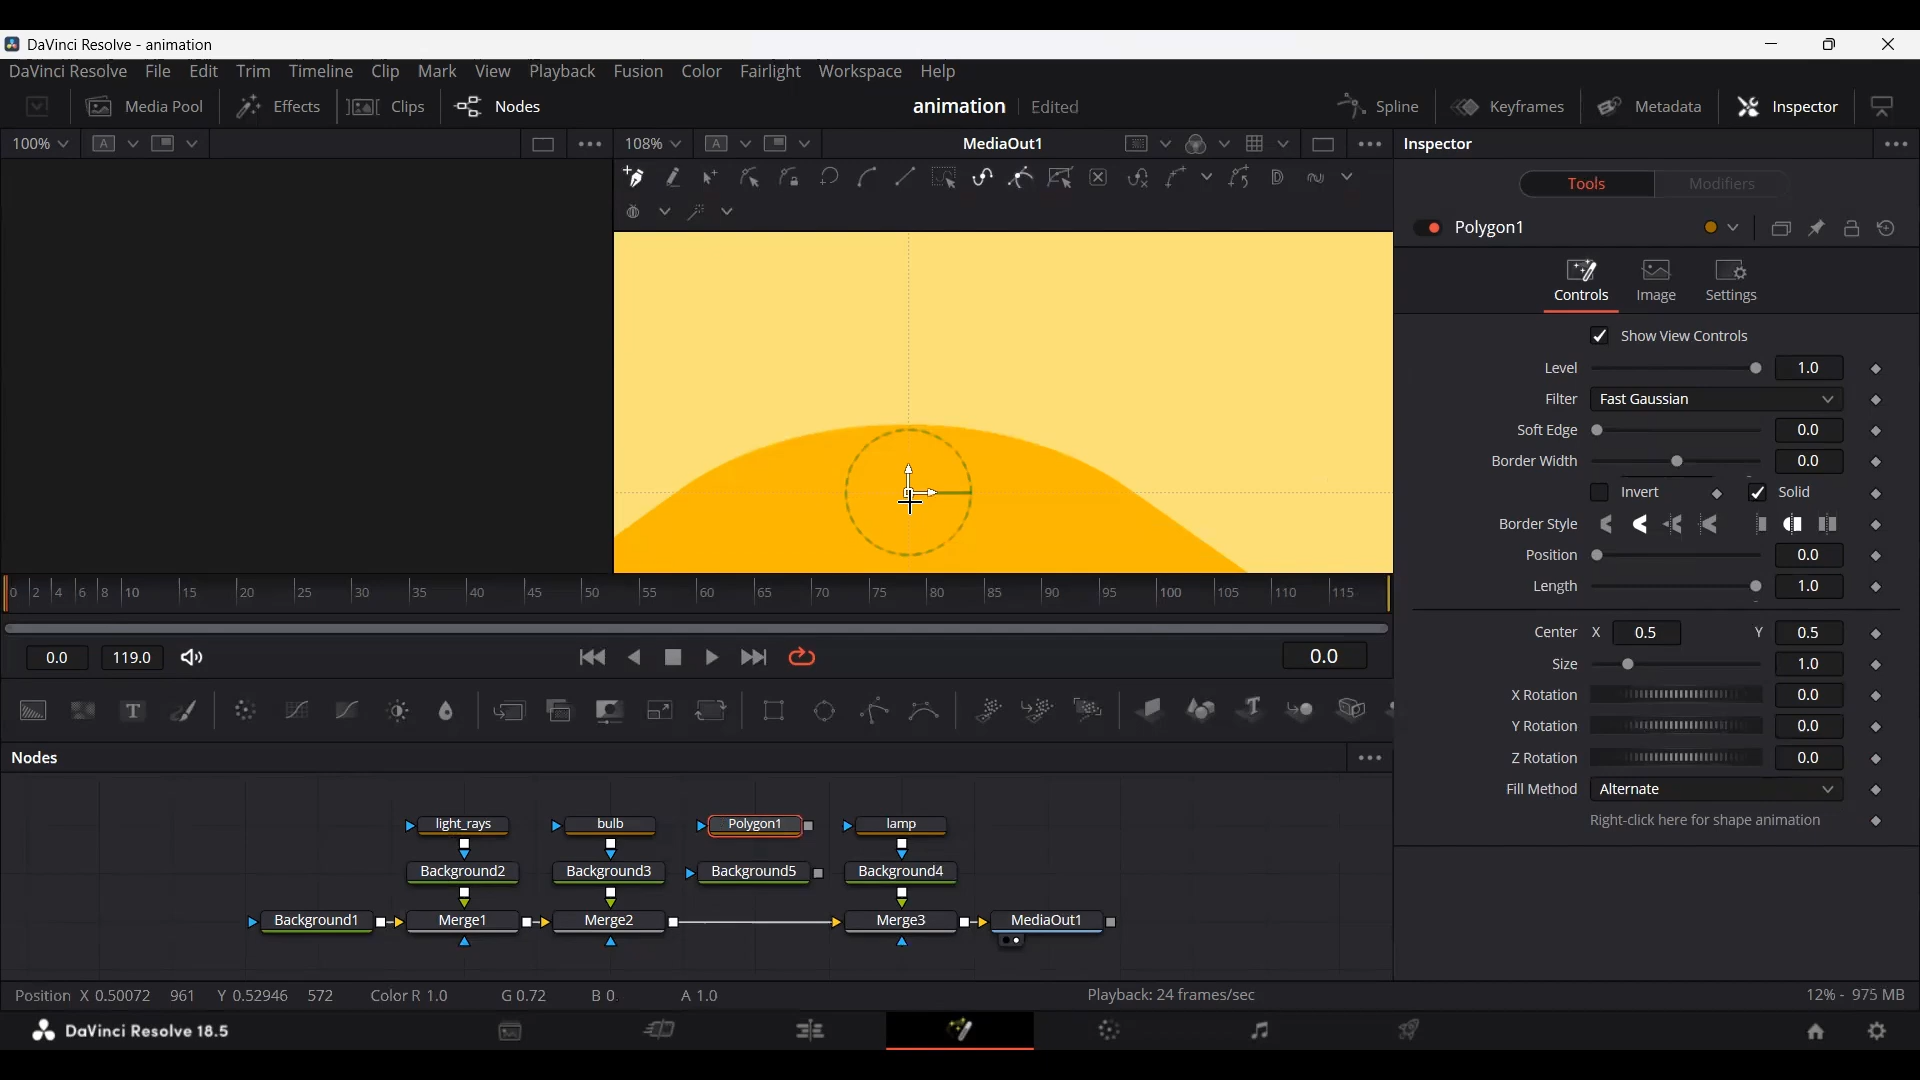 DaVinci Resolve - animation
DaVinci Resolve File Edit Trim Timeline Clip Mark View Playback Fusion Color Fairlight Workspace Help
Media Pool Effects Clips Nodes animation Edited Spline Keyframes Metadata Inspector
100% A 108% A MediaOut1 Inspector
Tools Modifiers
Polygon1
Controls Image Settings
Show View Controls
Level 1.0
Filter Fast Gaussian
Soft Edge 0.0
Border Width 0.0
Invert Solid
Border Style
Position 0.0
Length 1.0
0 2 4 6 8 10 15 20 25 30 35 40 45 50 55 60 65 70 75 80 85 90 95 100 105 110 115
Center X 0.5 Y 0.5
0.0 119.0 0.0
Size 1.0
X Rotation 0.0
Y Rotation 0.0
Z Rotation 0.0
Fill Method Alternate
Right-click here for shape animation
T T
Nodes
light_rays bulb Polygon1 lamp
Background2 Background3 Background5 Background4
Background1 Merge1 Merge2 Merge3 MediaOut1
Position X 0.50072 961 Y 0.52946 572 Color R 1.0 G 0.72 B 0. A 1.0 Playback: 24 frames/sec 12% - 975 MB
DaVinci Resolve 18.5